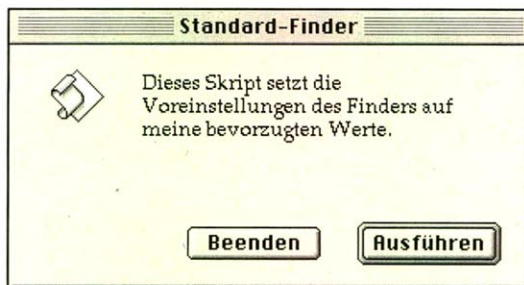 Standard-Finder
Dieses Skript setzt die
Voreinstellungen des Finders auf
meine bevorzugten Werte.
Beenden
Ausführen